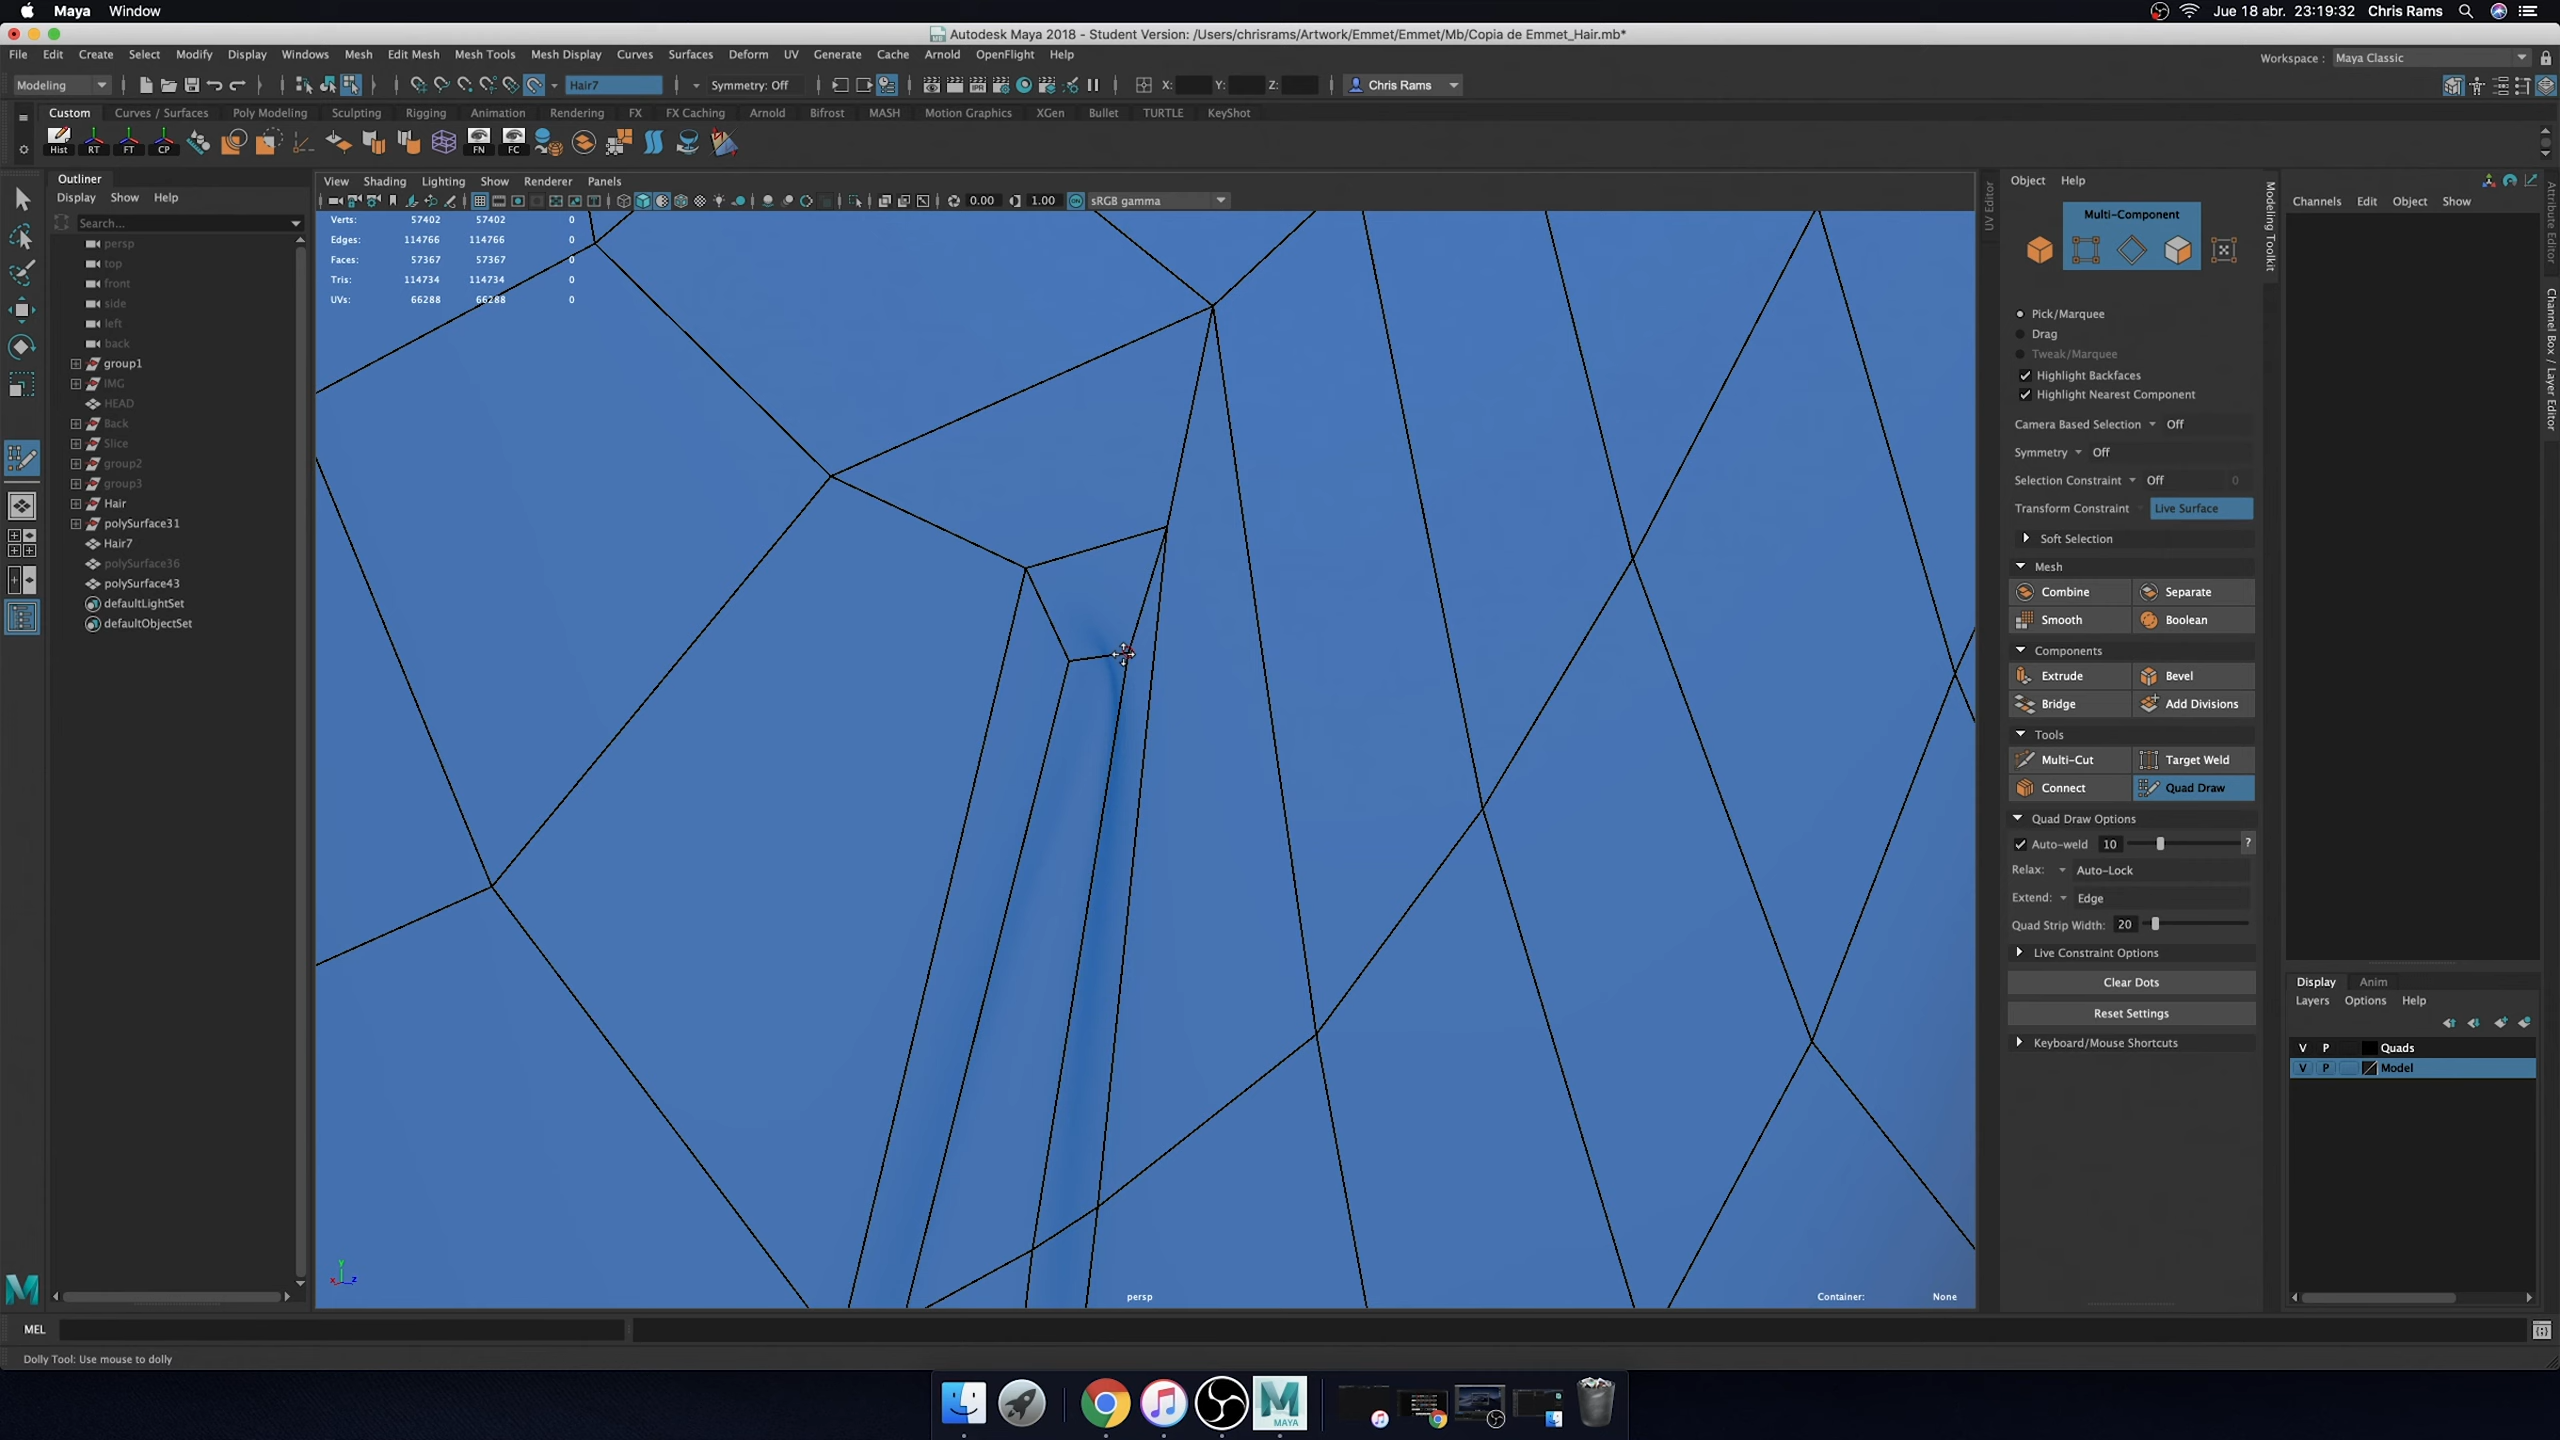 Maya Window
Jue 18 abr. 23:19:32 Chris Rams
Autodesk Maya 2018 - Student Version: /Users/chrisrams/Artwork/Emmet/Emmet/Mb/Copia de Emmet_Hair.mb*
File Edit Create Select Modify Display Windows Mesh Edit Mesh Mesh Tools Mesh Display Curves Surfaces Deform UV Generate Cache Arnold OpenFlight Help
Workspace : Maya Classic
Modeling Hair7 Symmetry: Off X: Y: Z: Chris Rams
Custom Curves / Surfaces Poly Modeling Sculpting Rigging Animation Rendering FX FX Caching Arnold Bifrost MASH Motion Graphics XGen Bullet TURTLE KeyShot
Hist RT FT CP FN FC
Outliner
Display Show Help
Search...
persp
top
front
side
left
back
group1
IMG
HEAD
Back
Slice
group2
group3
Hair
polySurface31
Hair7
polySurface36
polySurface43
defaultLightSet
defaultObjectSet
View Shading Lighting Show Renderer Panels
0.00 1.00 sRGB gamma
Verts: 57402 57402 0
Edges: 114766 114766 0
Faces: 57367 57367 0
Tris: 114734 114734 0
UVs: 66288 66288 0
y
x z
persp
Container: None
UV Editor
Object Help
Multi-Component
Pick/Marquee
Drag
Tweak/Marquee
Highlight Backfaces
Highlight Nearest Component
Camera Based Selection Off
Symmetry Off
Selection Constraint Off 0
Transform Constraint Live Surface
Soft Selection
Mesh
Combine Separate
Smooth Boolean
Components
Extrude Bevel
Bridge Add Divisions
Tools
Multi-Cut Target Weld
Connect Quad Draw
Quad Draw Options
Auto-weld 10 ?
Relax: Auto-Lock
Extend: Edge
Quad Strip Width: 20
Live Constraint Options
Clear Dots
Reset Settings
Keyboard/Mouse Shortcuts
Modeling Toolkit
Channels Edit Object Show
Attribute Editor
Channel Box / Layer Editor
Display Anim
Layers Options Help
V P Quads
V P Model
MEL
Dolly Tool: Use mouse to dolly
M
MAYA